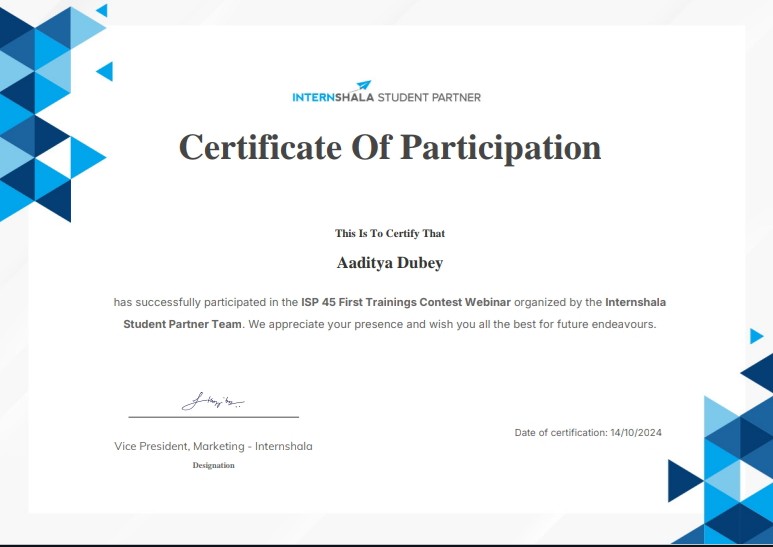 INTERNSHALA STUDENT PARTNER
Certificate Of Participation
This Is To Certify That
Aaditya Dubey
has successfully participated in the ISP 45 First Trainings Contest Webinar organized by the Internshala
Student Partner Team. We appreciate your presence and wish you all the best for future endeavours.
Vice President, Marketing - Internshala
Designation
Date of certification: 14/10/2024